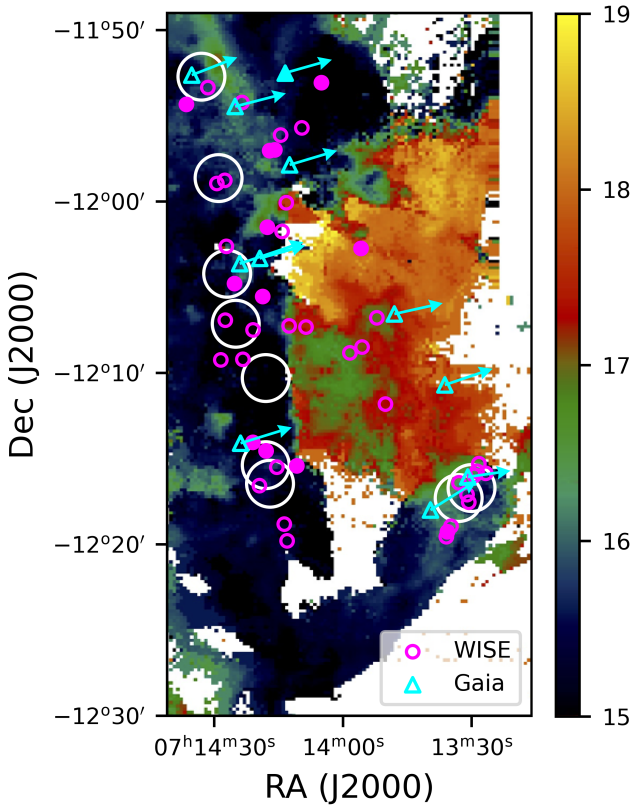 −11°50′
−12°00′
−12°10′
−12°20′
−12°30′
Dec (J2000)
07ʰ14ᵐ30ˢ 14ᵐ00ˢ 13ᵐ30ˢ
RA (J2000)
WISE
Gaia
19
18
17
16
15